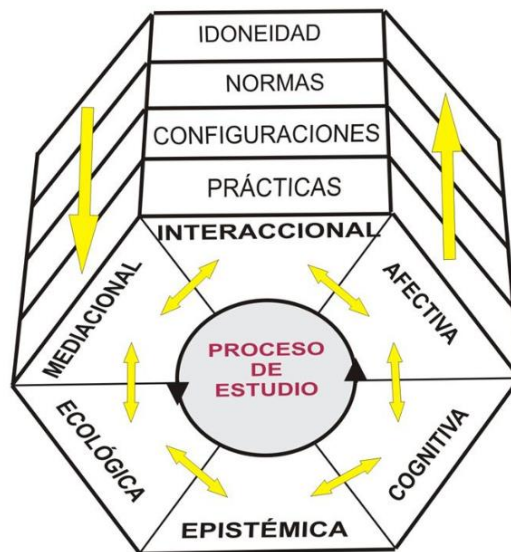 IDONEIDAD
NORMAS
CONFIGURACIONES
PRÁCTICAS
INTERACCIONAL
MEDIACIONAL
AFECTIVA
PROCESO
DE
ESTUDIO
ECOLÓGICA
COGNITIVA
EPISTÉMICA